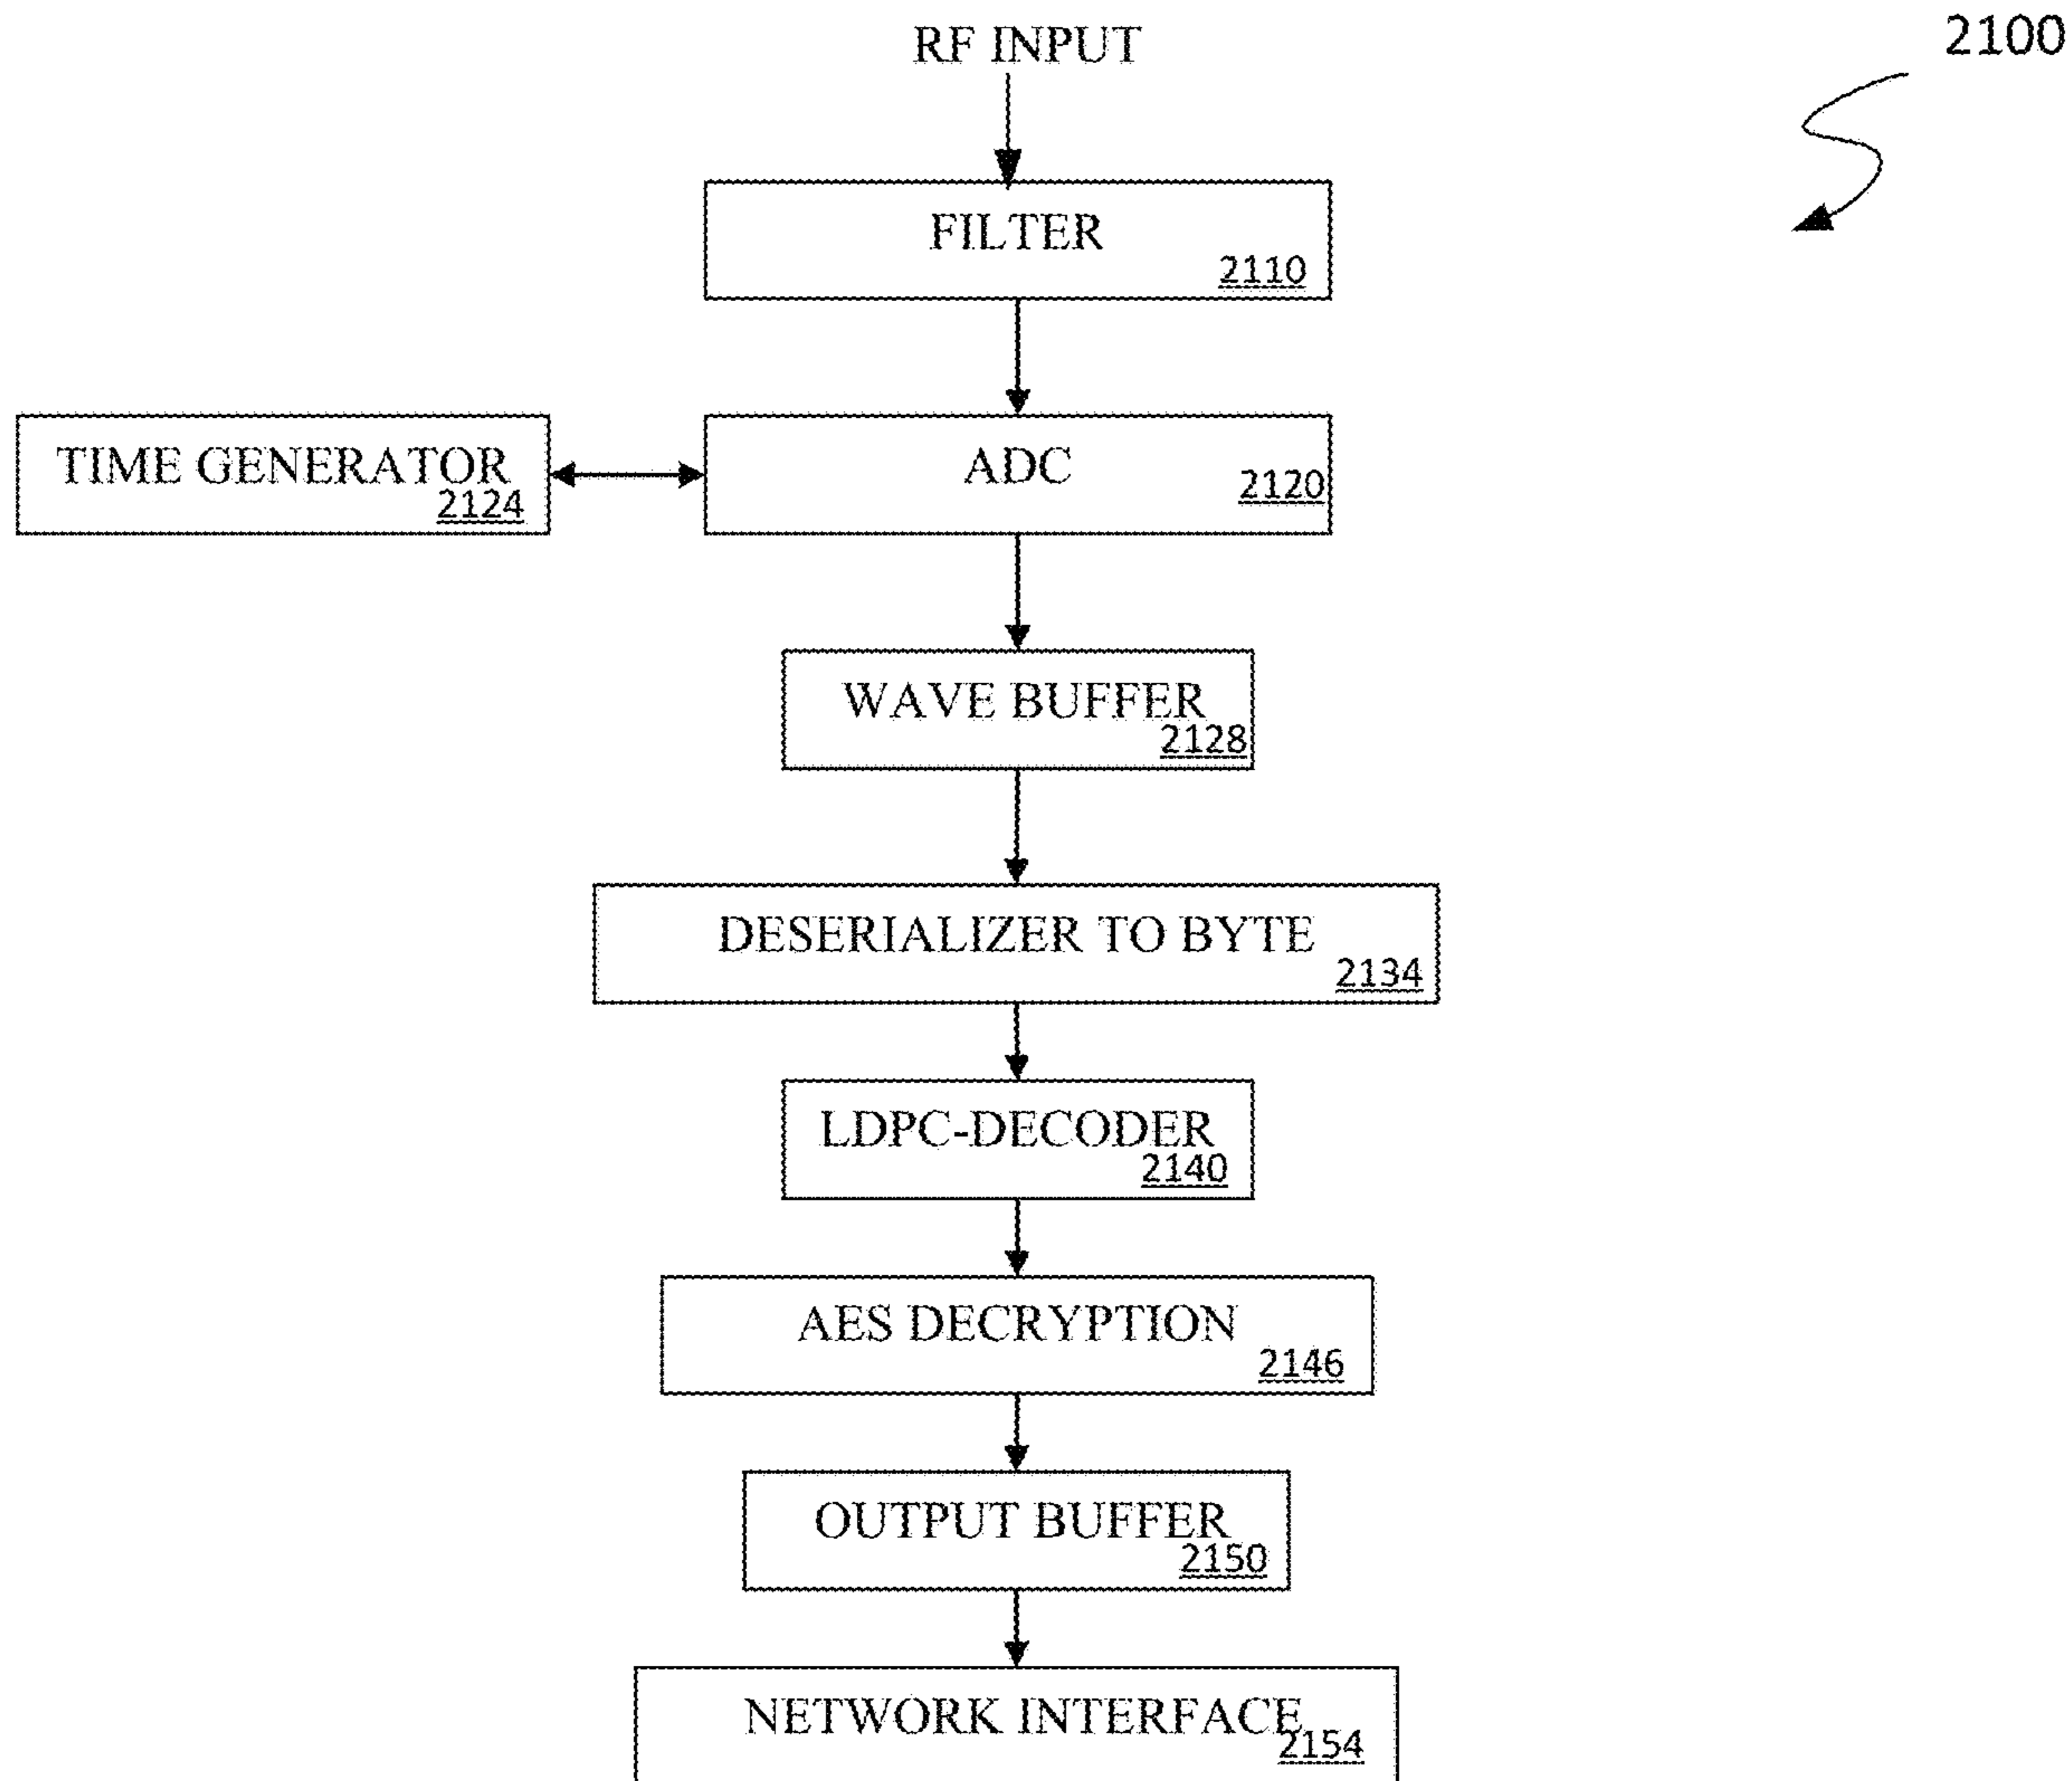 RF INPUT
2100
FILTER
2110
TIME GENERATOR
2124
ADC
2120
WAVE BUFFER
2128
DESERIALIZER TO BYTE
2134
LDPC-DECODER
2140
AES DECRYPTION
2146
OUTPUT BUFFER
2150
NETWORK INTERFACE
2154